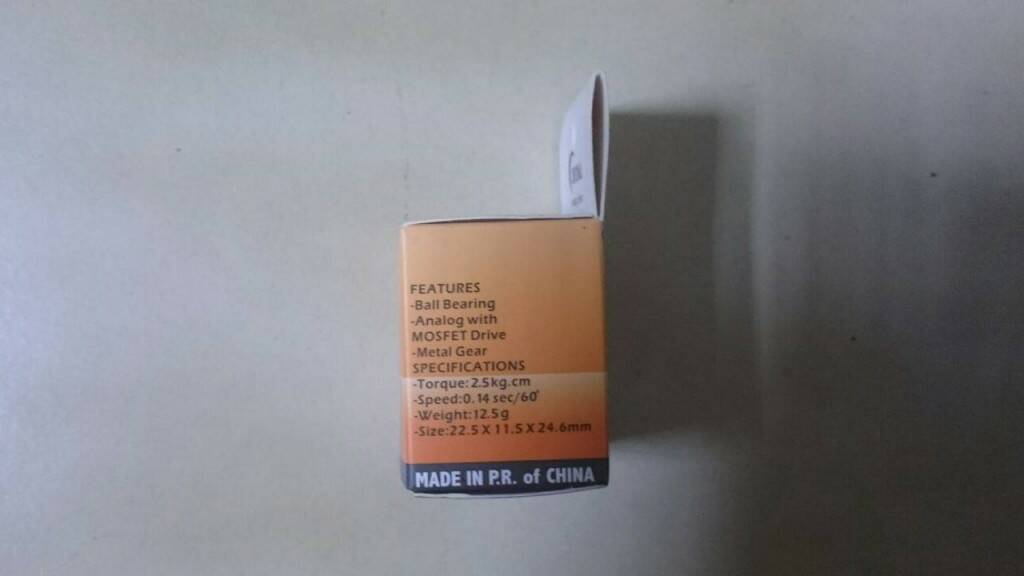 FEATURES
-Ball Bearing
-Analog with
MOSFET Drive
-Metal Gear
SPECIFICATIONS
-Torque:2.5kg.cm
-Speed:0.14 sec/60°
-Weight:12.5g
-Size:22.5 X 11.5 X 24.6mm
MADE IN P.R. of CHINA